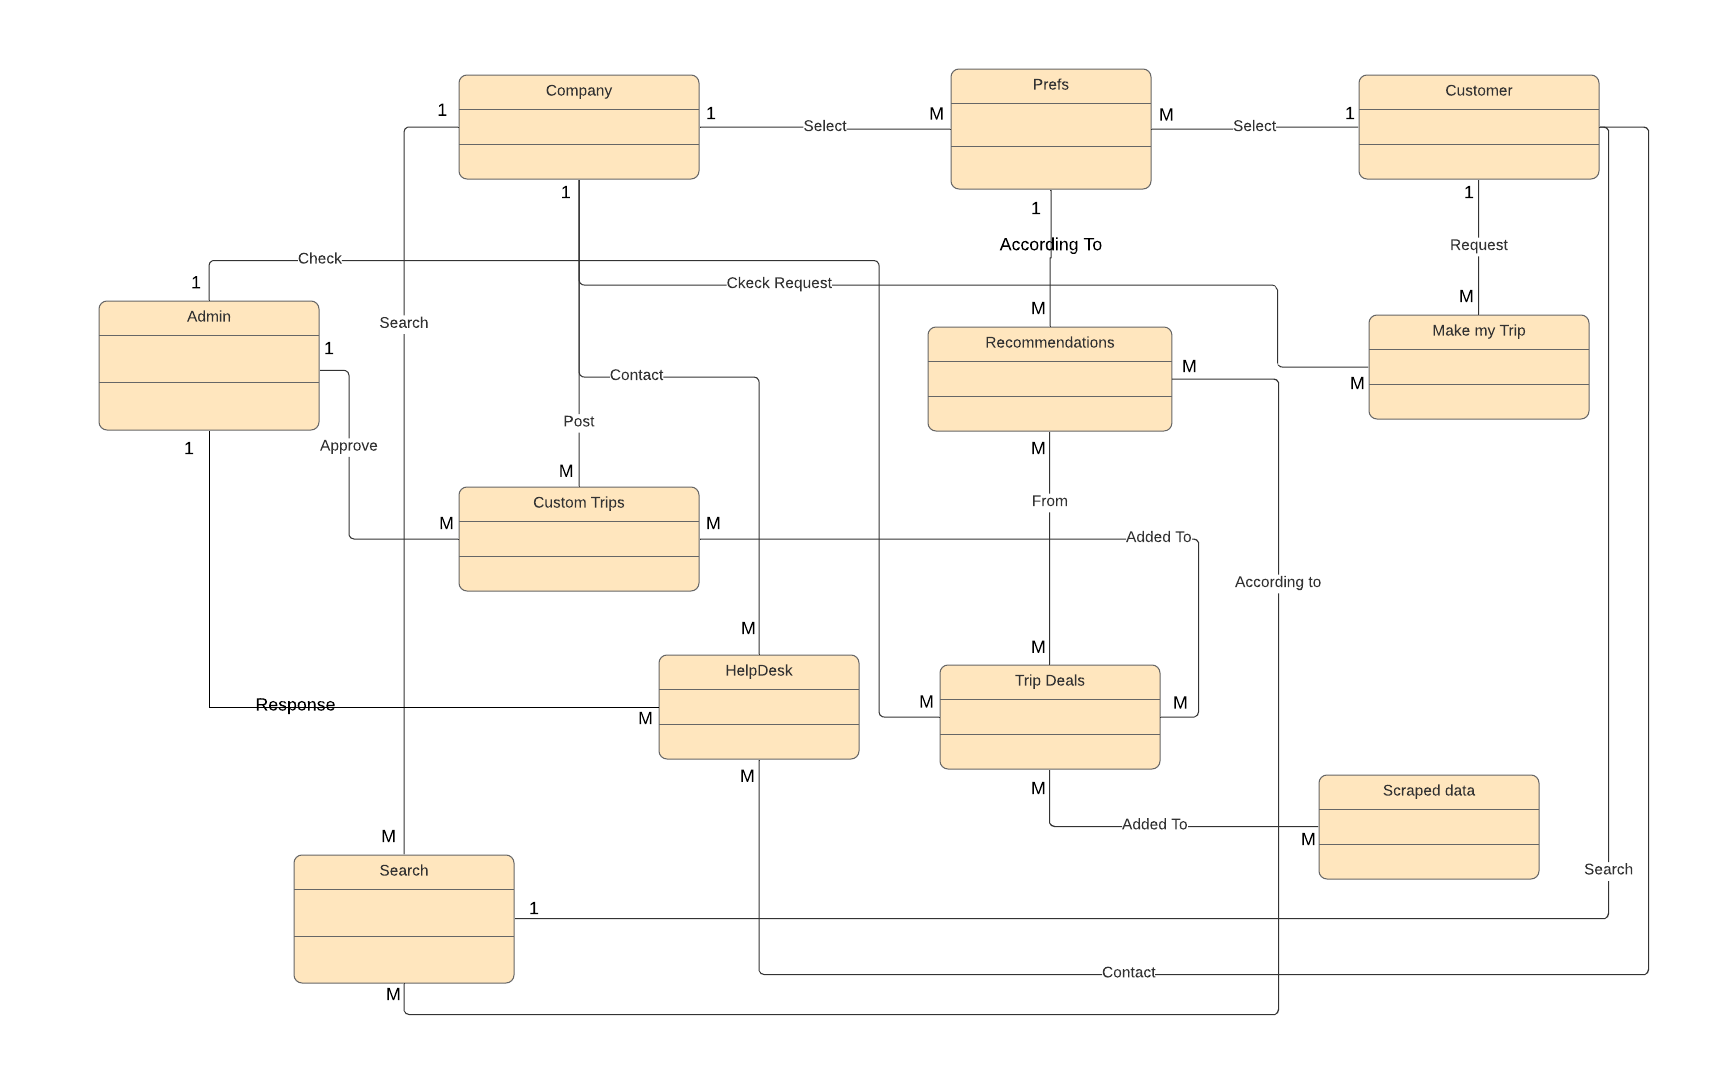 Company
Prefs
Customer
1
1
Select
M
M
Select
1
1
1
1
According To
Request
Check
1
Ckeck Request
M
M
Admin
Search
Recommendations
Make my Trip
1
M
M
Contact
Post
1
Approve
M
M
Custom Trips
From
M
M
Added To
According to
M
M
HelpDesk
Trip Deals
Response
M
M
M
M
M
Scraped data
Added To
M
M
Search
Search
1
Contact
M